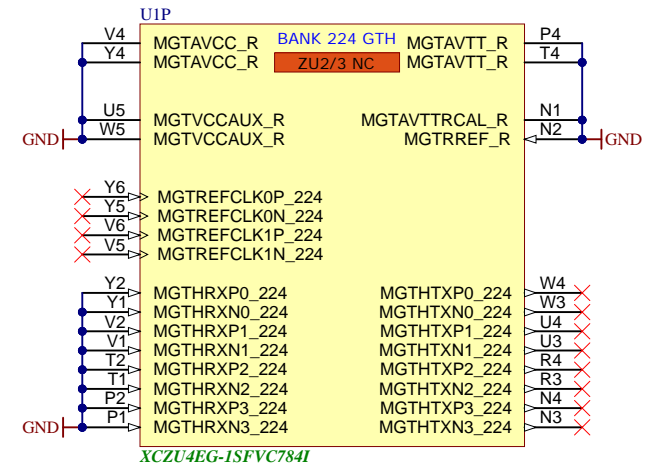 U1P
BANK 224 GTH
ZU2/3 NC
V4 MGTAVCC_R MGTAVTT_R P4
Y4 MGTAVCC_R MGTAVTT_R T4
U5 MGTVCCAUX_R MGTAVTTRCAL_R N1
GND W5 MGTVCCAUX_R MGTRREF_R N2 GND
Y6 MGTREFCLK0P_224
Y5 MGTREFCLK0N_224
V6 MGTREFCLK1P_224
V5 MGTREFCLK1N_224
Y2 MGTHRXP0_224 MGTHTXP0_224 W4
Y1 MGTHRXN0_224 MGTHTXN0_224 W3
V2 MGTHRXP1_224 MGTHTXP1_224 U4
V1 MGTHRXN1_224 MGTHTXN1_224 U3
T2 MGTHRXP2_224 MGTHTXP2_224 R4
T1 MGTHRXN2_224 MGTHTXN2_224 R3
P2 MGTHRXP3_224 MGTHTXP3_224 N4
GND P1 MGTHRXN3_224 MGTHTXN3_224 N3
XCZU4EG-1SFVC784I